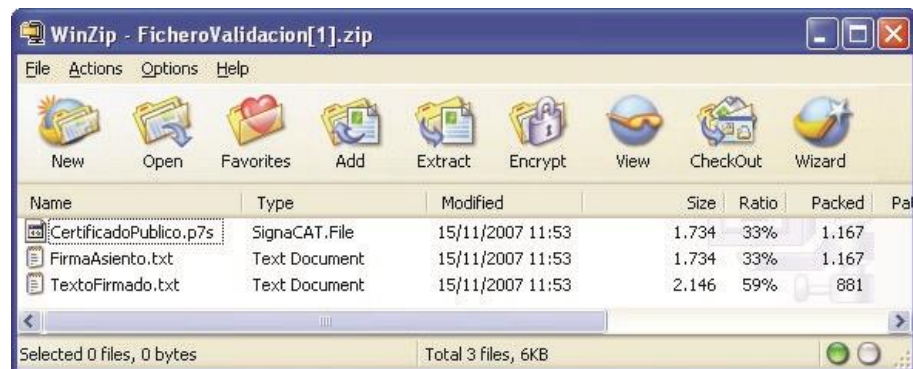 WinZip - FicheroValidacion[1].zip
File Actions Options Help
New Open Favorites Add Extract Encrypt View CheckOut Wizard
Name Type Modified Size Ratio Packed Pat
CertificadoPublico.p7s SignaCAT.File 15/11/2007 11:53 1.734 33% 1.167
FirmaAsiento.txt Text Document 15/11/2007 11:53 1.734 33% 1.167
TextoFirmado.txt Text Document 15/11/2007 11:53 2.146 59% 881
Selected 0 files, 0 bytes Total 3 files, 6KB